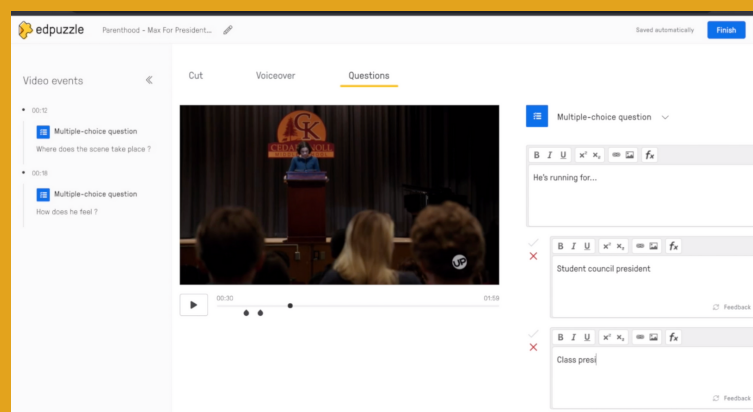 edpuzzle
Parenthood - Max For President...
Saved automatically
Finish
Video events
Cut
Voiceover
Questions
00:12
Multiple-choice question
Where does the scene take place ?
00:18
Multiple-choice question
How does he feel ?
CK
UP
00:30
01:59
Multiple-choice question
B I U x² x₂ fx
He's running for...
B I U x² x₂ fx
Student council president
Feedback
B I U x² x₂ fx
Class presi
Feedback